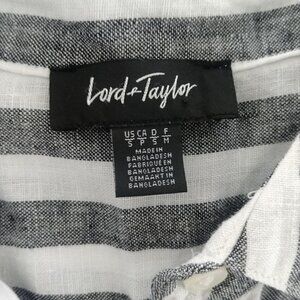 Lord & Taylor
US CA D F
S P S M
MADE IN
BANGLADESH
FABRIQUE EN
BANGLADESH
GEMAAKT IN
BANGLADESH